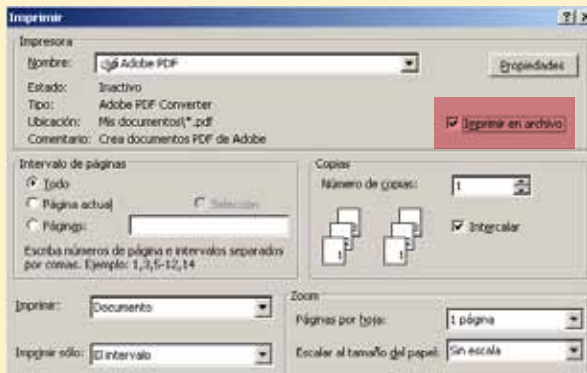 Imprimir
Impresora
Nombre: Adobe PDF
Propiedades
Estado: Inactivo
Tipo: Adobe PDF Converter
Ubicación: Mis documentos\*.pdf
Imprimir en archivo
Comentario: Crea documentos PDF de Adobe
Intervalo de páginas
Todo
Página actual
Selección
Páginas:
Escriba números de página e intervalos separados
por comas. Ejemplo: 1,3,5-12,14
Copias
Número de copias: 1
Intercalar
Imprimir: Documento
Imprimir sólo: El intervalo
Zoom
Páginas por hoja: 1 página
Escalar al tamaño del papel: Sin escala